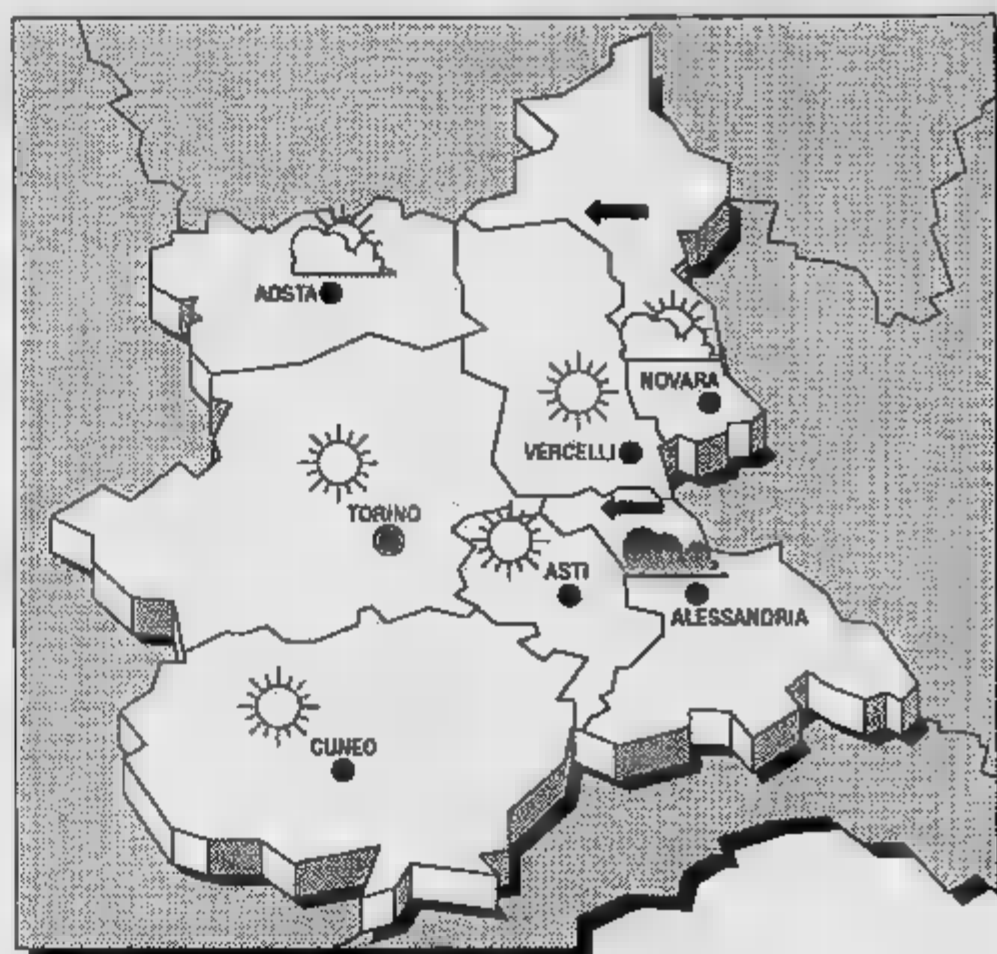 AOSTA
NOVARA
VERCELLI
TORINO
ASTI
ALESSANDRIA
CUNEO